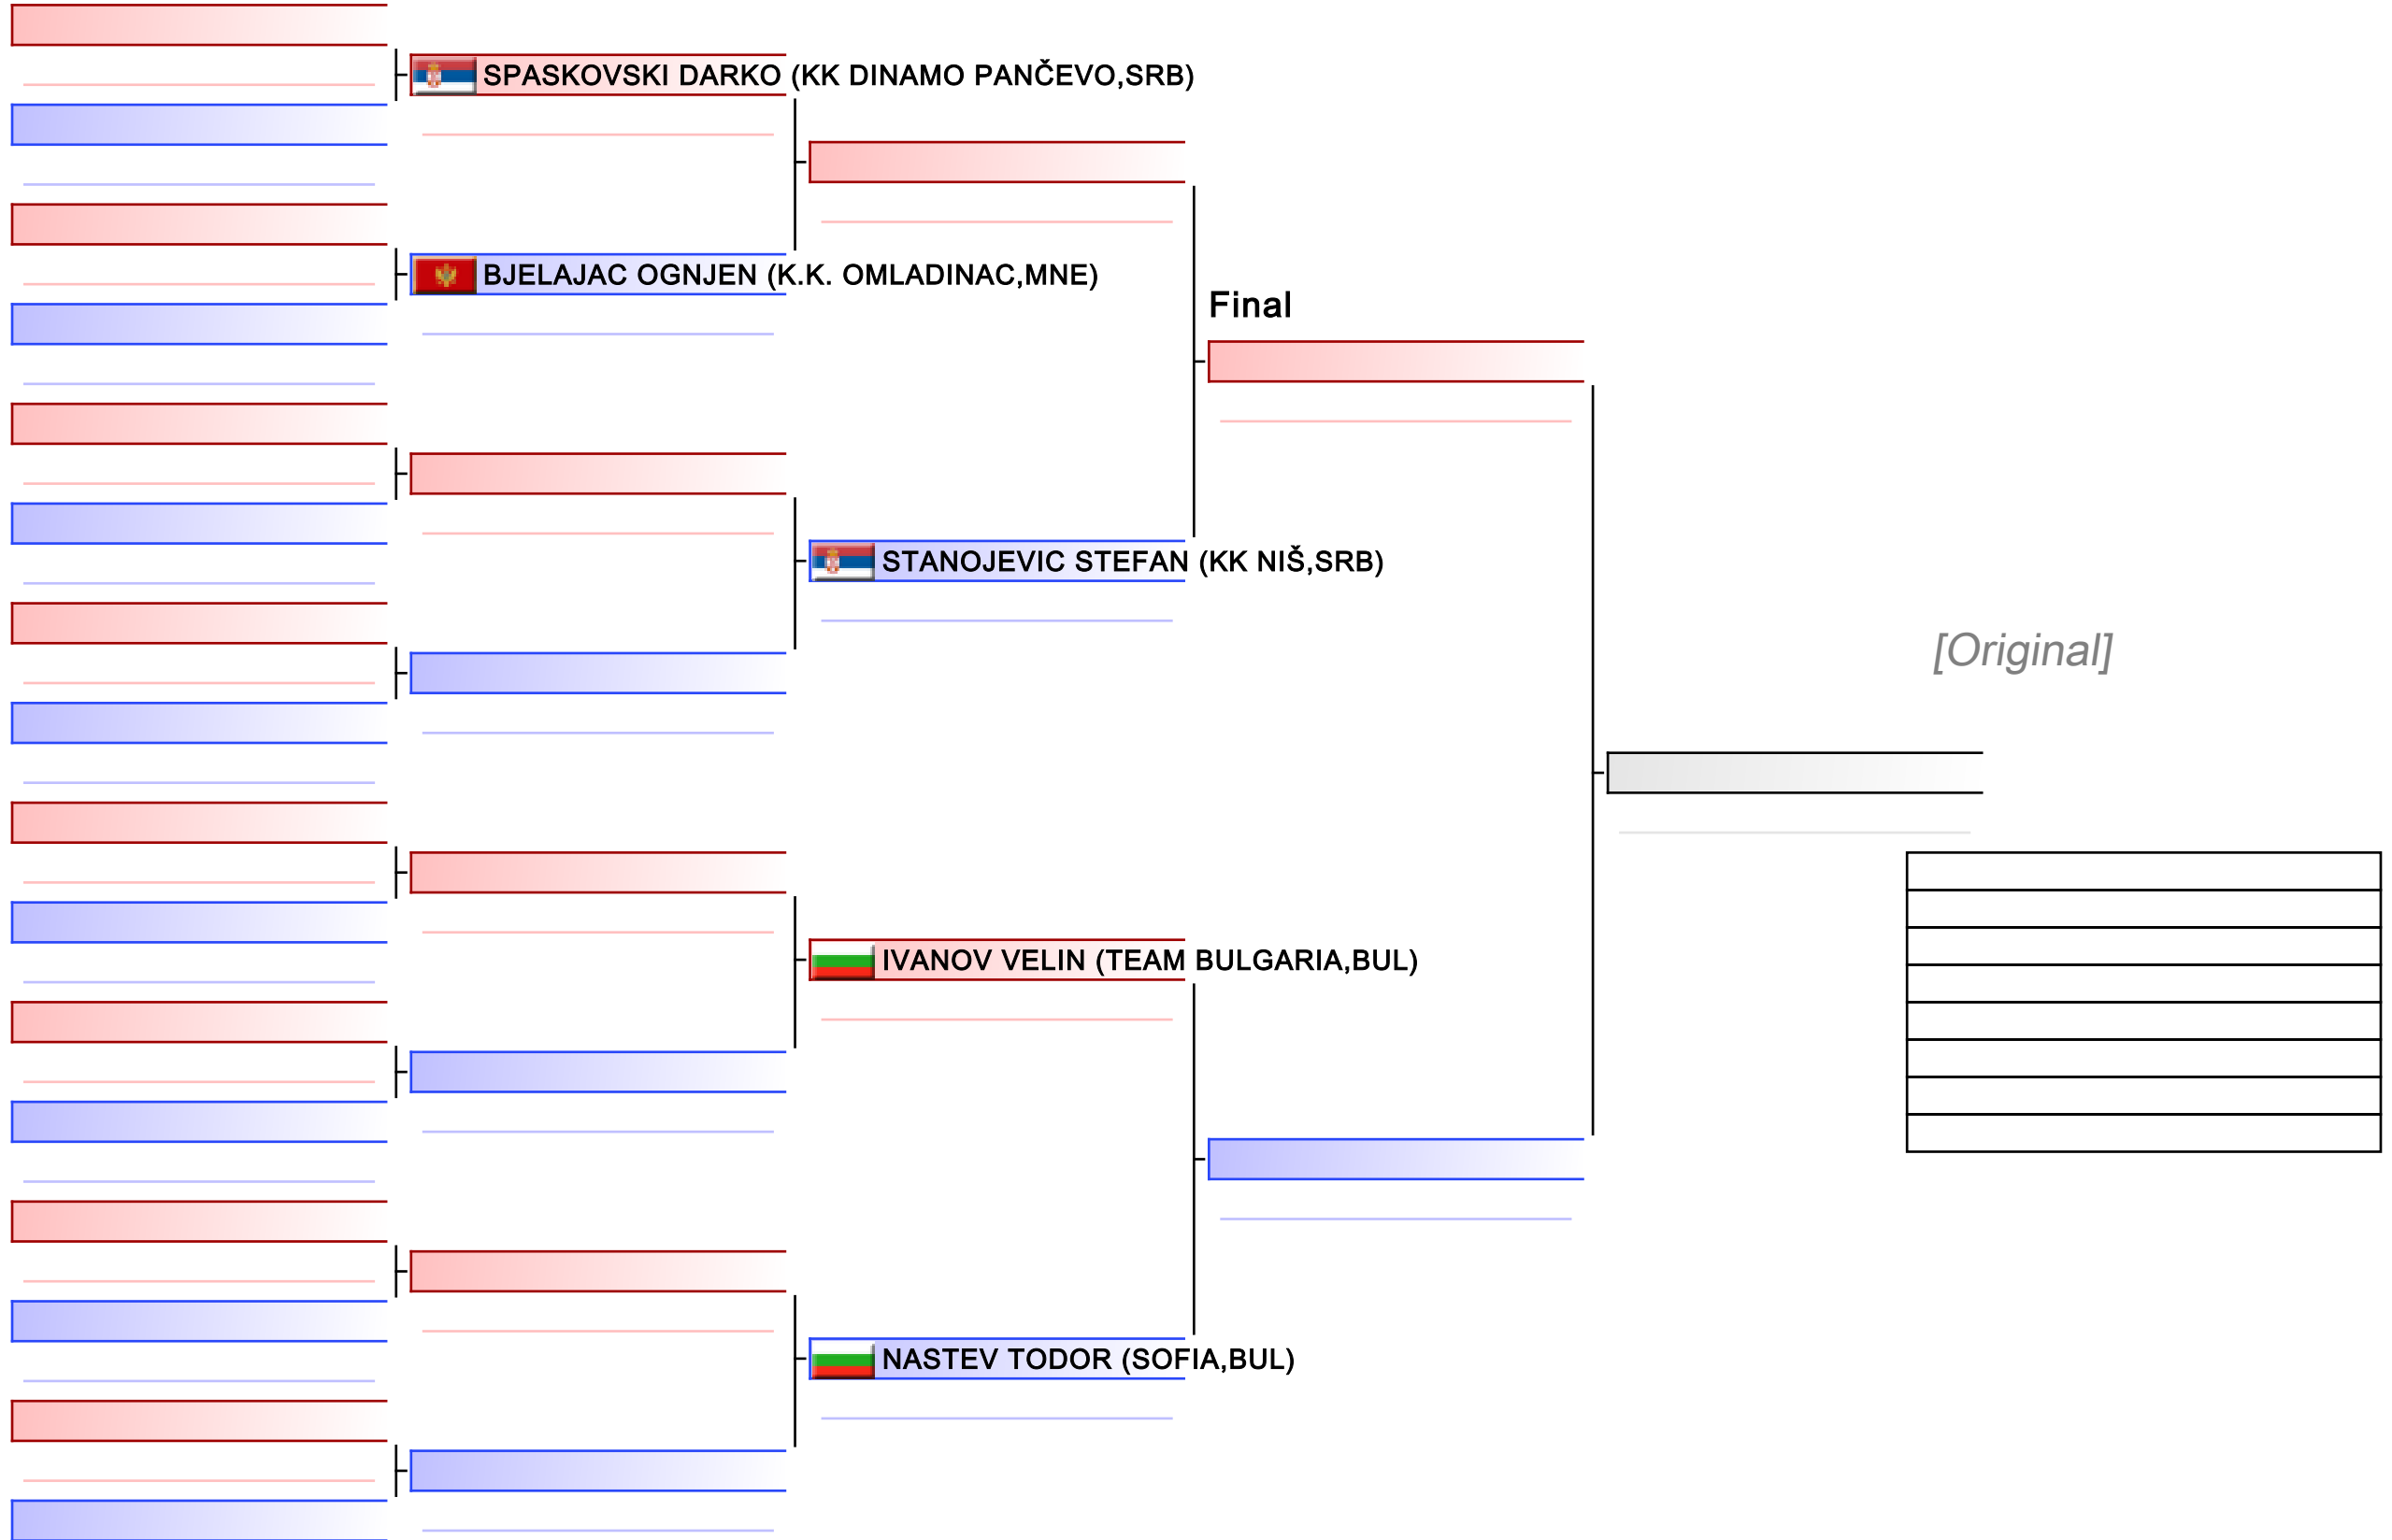 SPASKOVSKI DARKO (KK DINAMO PANČEVO,SRB)
BJELAJAC OGNJEN (K.K. OMLADINAC,MNE)
Final
STANOJEVIC STEFAN (KK NIŠ,SRB)
[Original]
IVANOV VELIN (TEAM BULGARIA,BUL)
NASTEV TODOR (SOFIA,BUL)